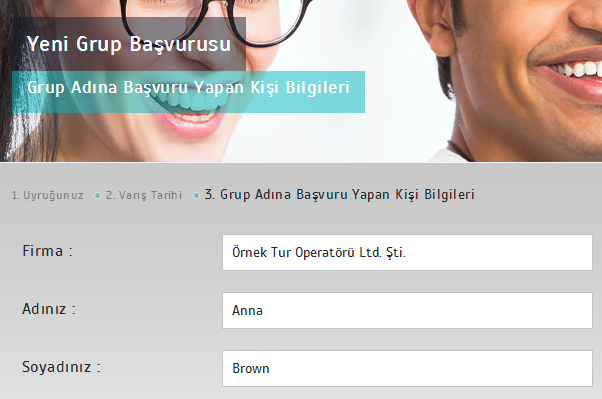 Yeni Grup Başvurusu
Grup Adına Başvuru Yapan Kişi Bilgileri
1. Uyruğunuz 2. Varış Tarihi 3. Grup Adına Başvuru Yapan Kişi Bilgileri
Firma : Örnek Tur Operatörü Ltd. Şti.
Adınız : Anna
Soyadınız : Brown